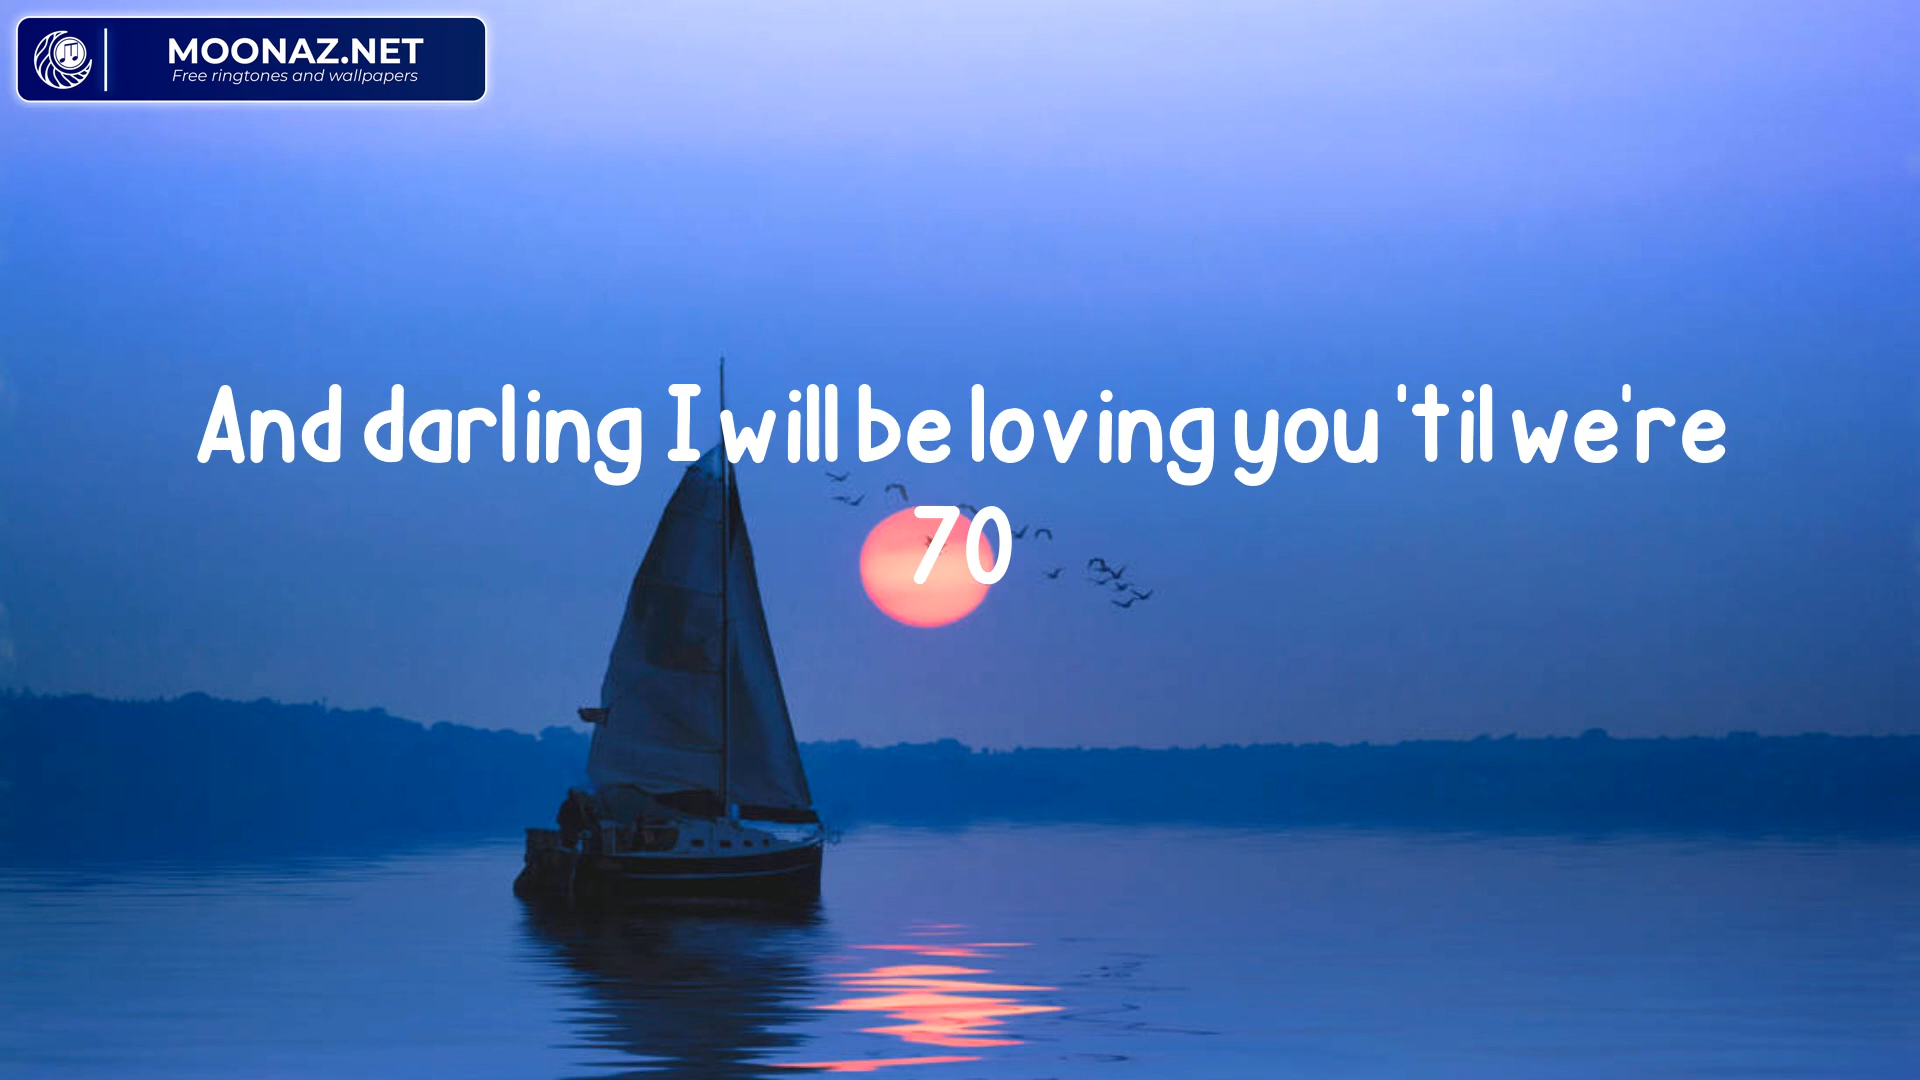 MOONAZ.NET
Free ringtones and wallpapers
And darling I will be loving you 'til we're
70